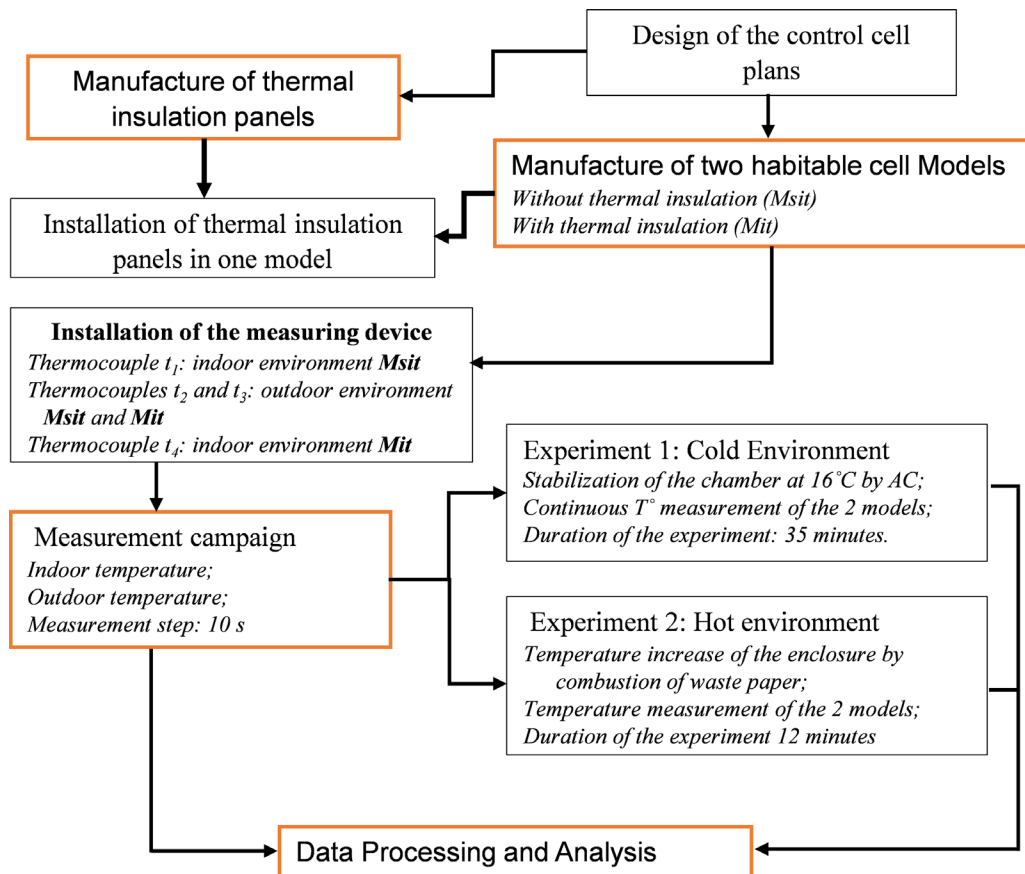 Design of the control cell
plans
Manufacture of thermal
insulation panels
Manufacture of two habitable cell Models
Without thermal insulation (Msit)
With thermal insulation (Mit)
Installation of thermal insulation
panels in one model
Installation of the measuring device
Thermocouple t₁: indoor environment Msit
Thermocouples t₂ and t₃: outdoor environment
Msit and Mit
Thermocouple t₄: indoor environment Mit
Experiment 1: Cold Environment
Stabilization of the chamber at 16˚C by AC;
Continuous T˚ measurement of the 2 models;
Duration of the experiment: 35 minutes.
Measurement campaign
Indoor temperature;
Outdoor temperature;
Measurement step: 10 s
Experiment 2: Hot environment
Temperature increase of the enclosure by
combustion of waste paper;
Temperature measurement of the 2 models;
Duration of the experiment 12 minutes
Data Processing and Analysis